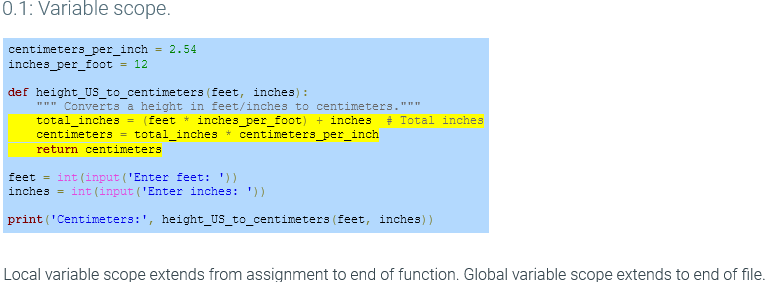 0.1: Variable scope.
centimeters_per_inch = 2.54
inches_per_foot = 12
def height_US_to_centimeters(feet, inches):
""" Converts a height in feet/inches to centimeters."""
total_inches = (feet * inches_per_foot) + inches # Total inches
centimeters = total_inches * centimeters_per_inch
return centimeters
feet = int(input('Enter feet: '))
inches = int(input('Enter inches: '))
print('Centimeters:', height_US_to_centimeters(feet, inches))
Local variable scope extends from assignment to end of function. Global variable scope extends to end of file.